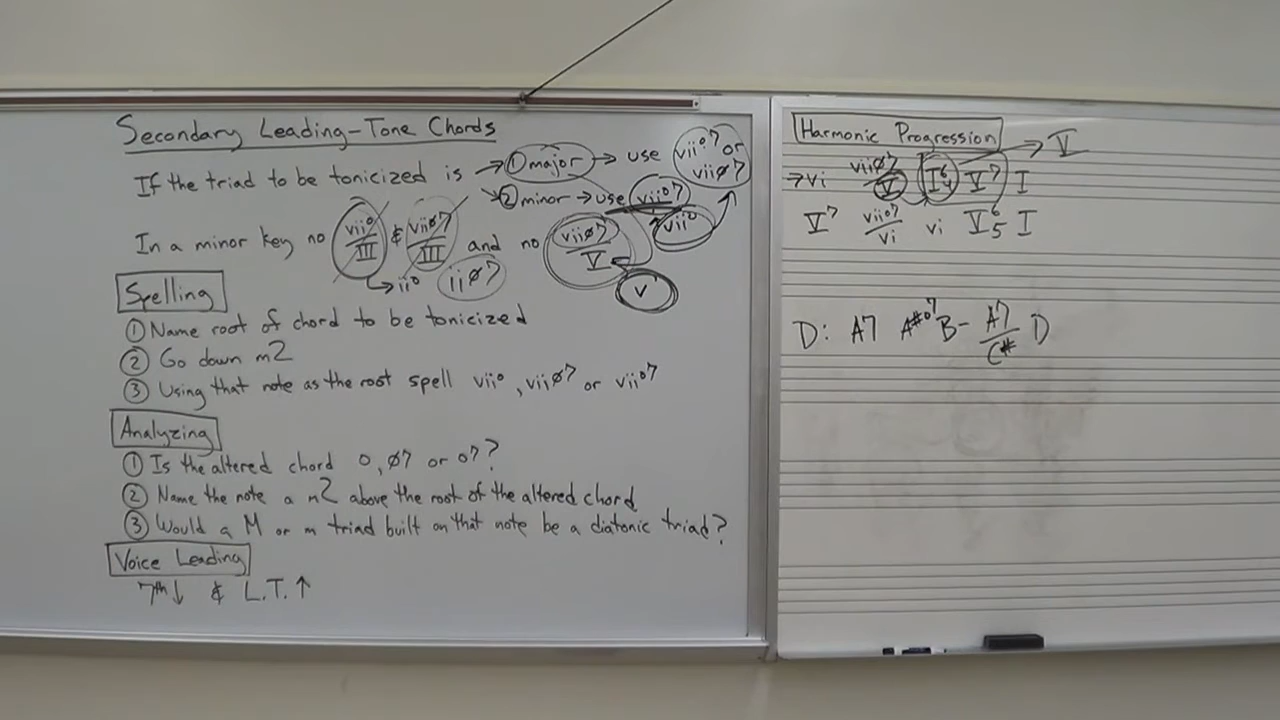 Secondary Leading-Tone Chords
If the triad to be tonicized is → ① major → use vii°7 or viiø7
→ ② minor → use vii°7
vii°
In a minor key no vii°/III & viiø7/III and no viiø7/V
→ ii° iiø7
v
Spelling
① Name root of chord to be tonicized
② Go down m2
③ Using that note as the root spell vii°, viiø7 or vii°7
Analyzing
① Is the altered chord o, ø7 or o7?
② Name the note a m2 above the root of the altered chord
③ Would a M or m triad built on that note be a diatonic triad?
Voice Leading
7th↓ & L.T.↑
Harmonic Progression → V
→ vi viiø7/V I6/4 V7 I
V7 vii°7/vi vi V6/5 I
D: A7 A#°7 B- A7/C# D